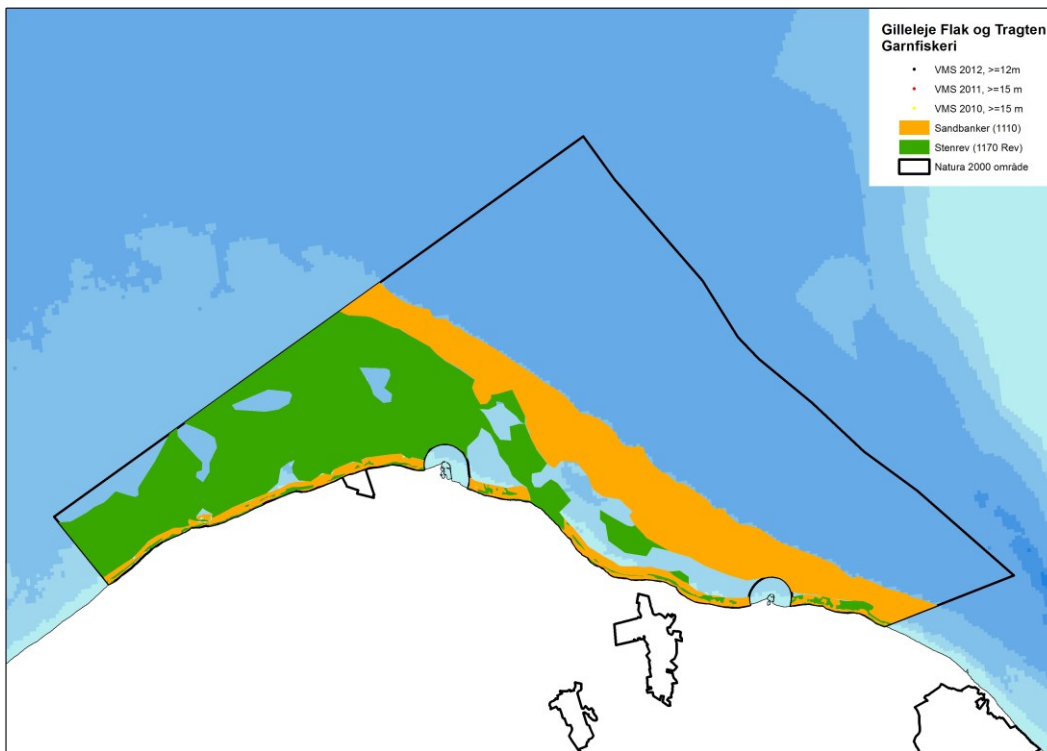 Gilleleje Flak og Tragten
Garnfiskeri
VMS 2012, >=12m
VMS 2011, >=15 m
VMS 2010, >=15 m
Sandbanker (1110)
Stenrev (1170 Rev)
Natura 2000 område